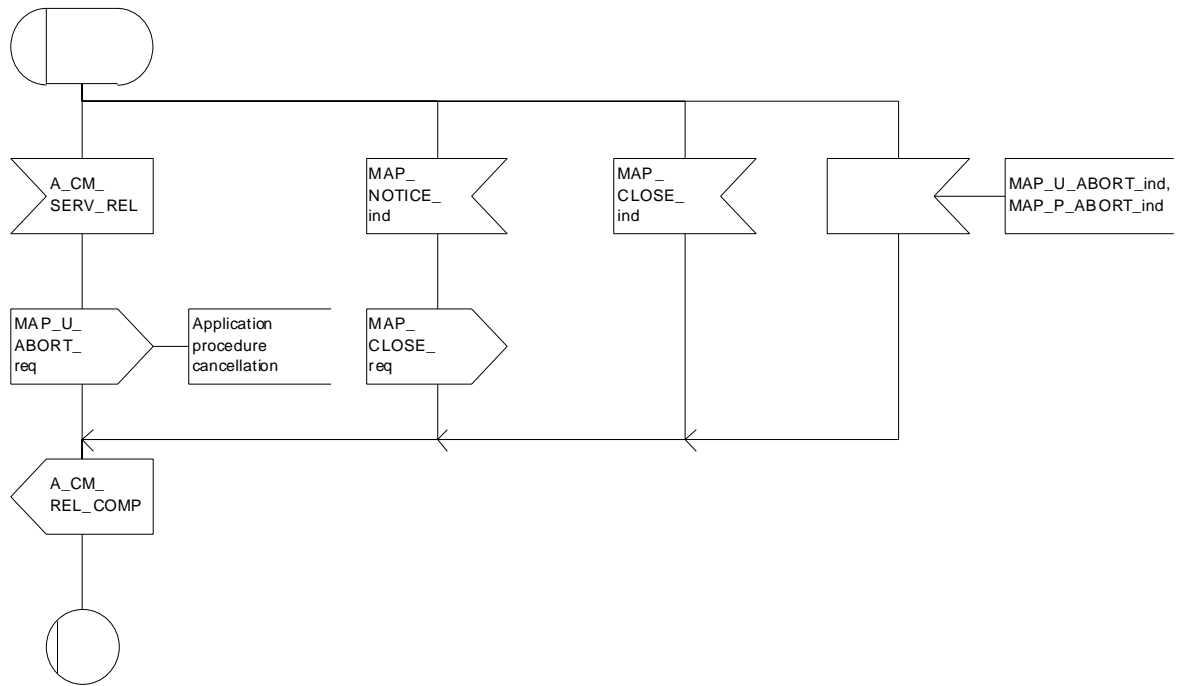 A_CM_
SERV_REL
MAP_
NOTICE_
ind
MAP_
CLOSE_
ind
MAP_U_ABORT_ind,
MAP_P_ABORT_ind
MAP_U_
ABORT_
req
Application
procedure
cancellation
MAP_
CLOSE_
req
A_CM_
REL_COMP